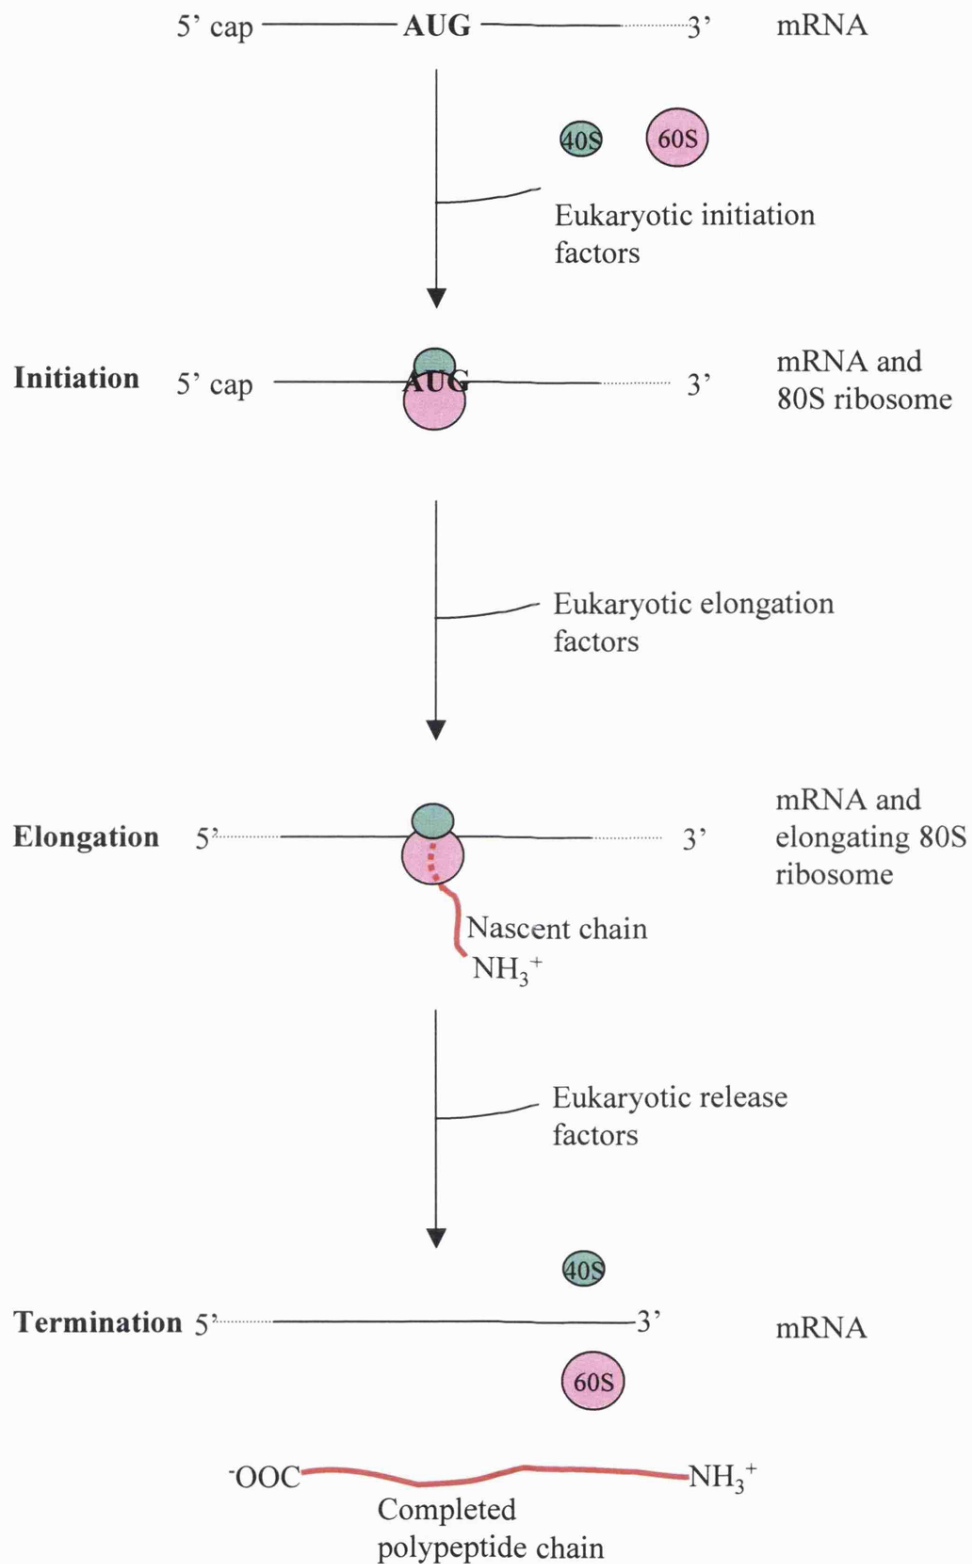 5’ cap AUG 3’ mRNA
40S 60S
Eukaryotic initiation
factors
Initiation 5’ cap AUG 3’ mRNA and
80S ribosome
Eukaryotic elongation
factors
mRNA and
Elongation 5’ 3’ elongating 80S
ribosome
Nascent chain
NH₃⁺
Eukaryotic release
factors
40S
Termination 5’ 3’ mRNA
60S
⁻OOC NH₃⁺
Completed
polypeptide chain